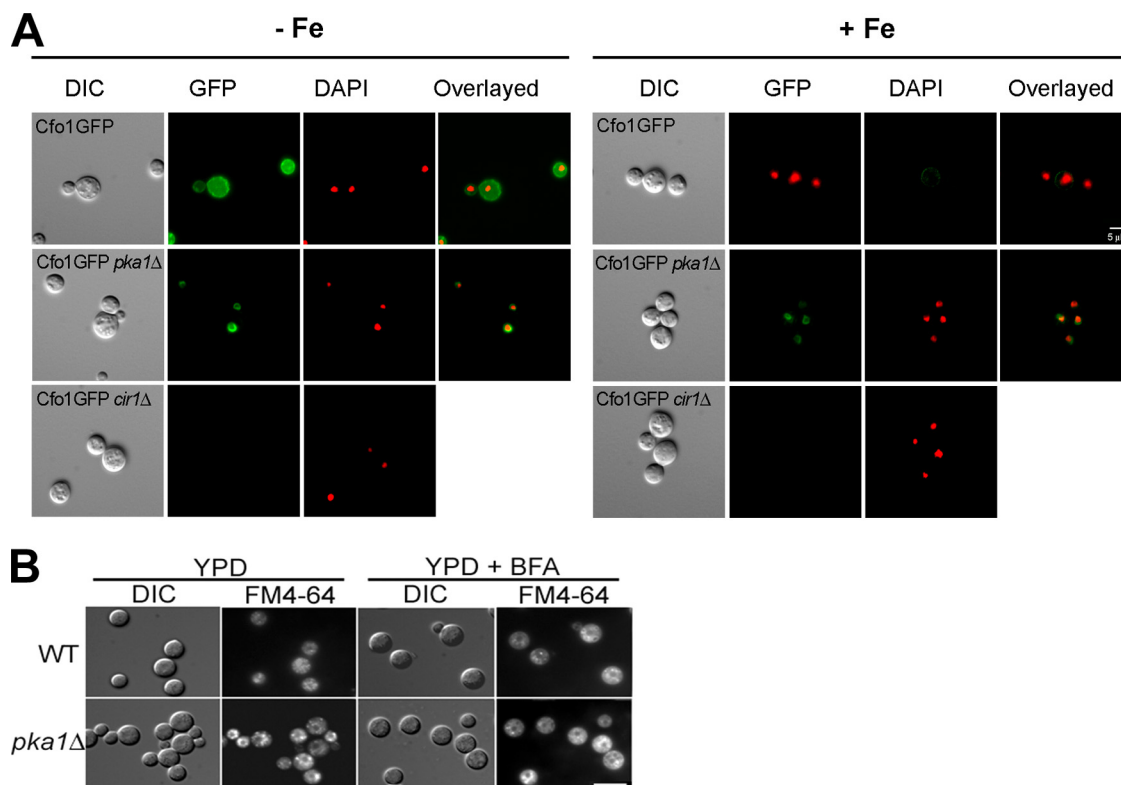 A
- Fe
+ Fe
DIC GFP DAPI Overlayed
DIC GFP DAPI Overlayed
Cfo1GFP
Cfo1GFP
5
Cfo1GFP pka1Δ
Cfo1GFP pka1Δ
Cfo1GFP cir1Δ
Cfo1GFP cir1Δ
B
YPD
YPD + BFA
DIC FM4-64 DIC FM4-64
WT
pka1Δ